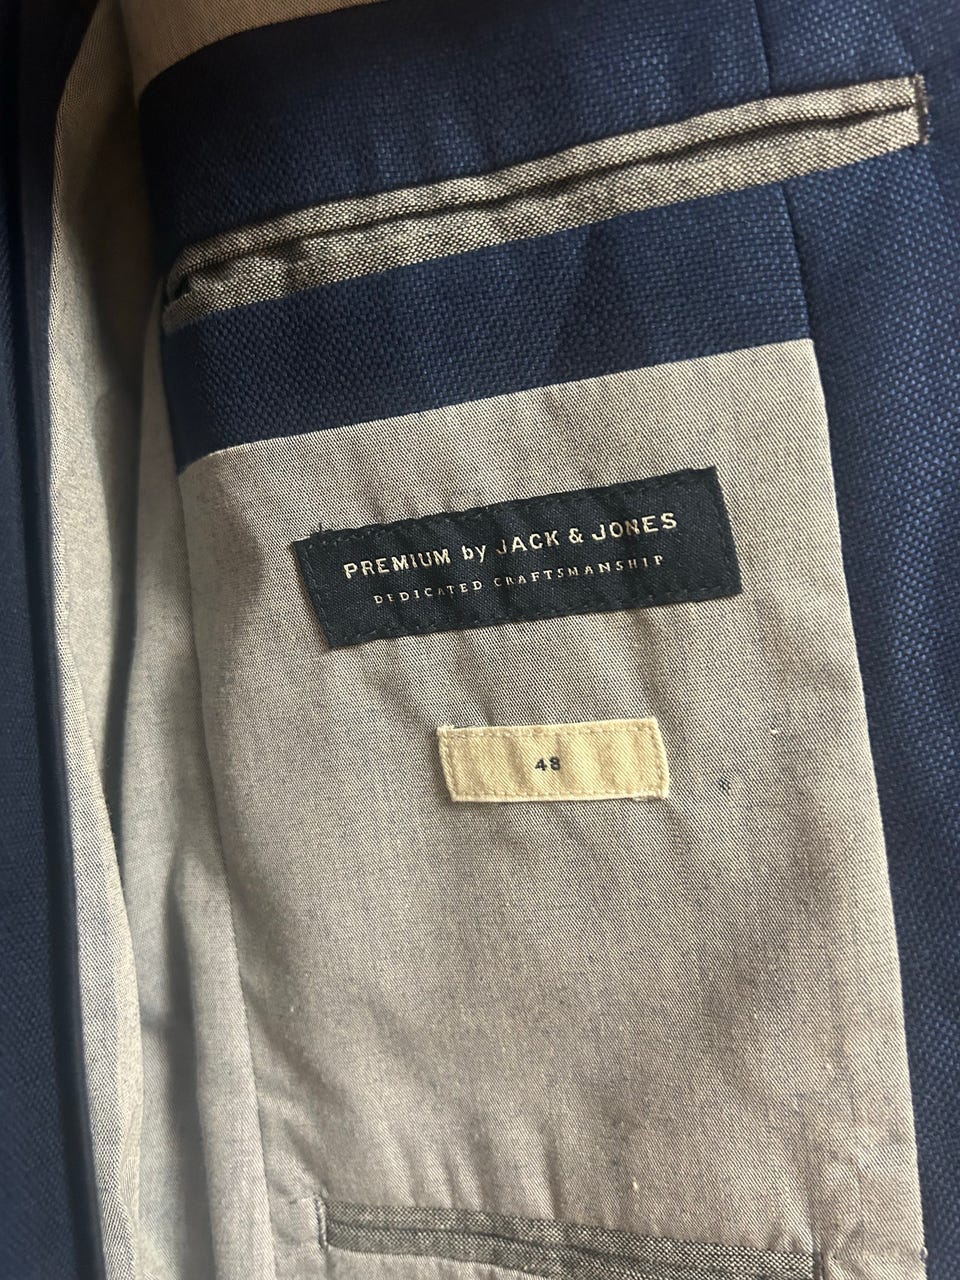 PREMIUM by JACK & JONES
DEDICATED CRAFTSMANSHIP
48